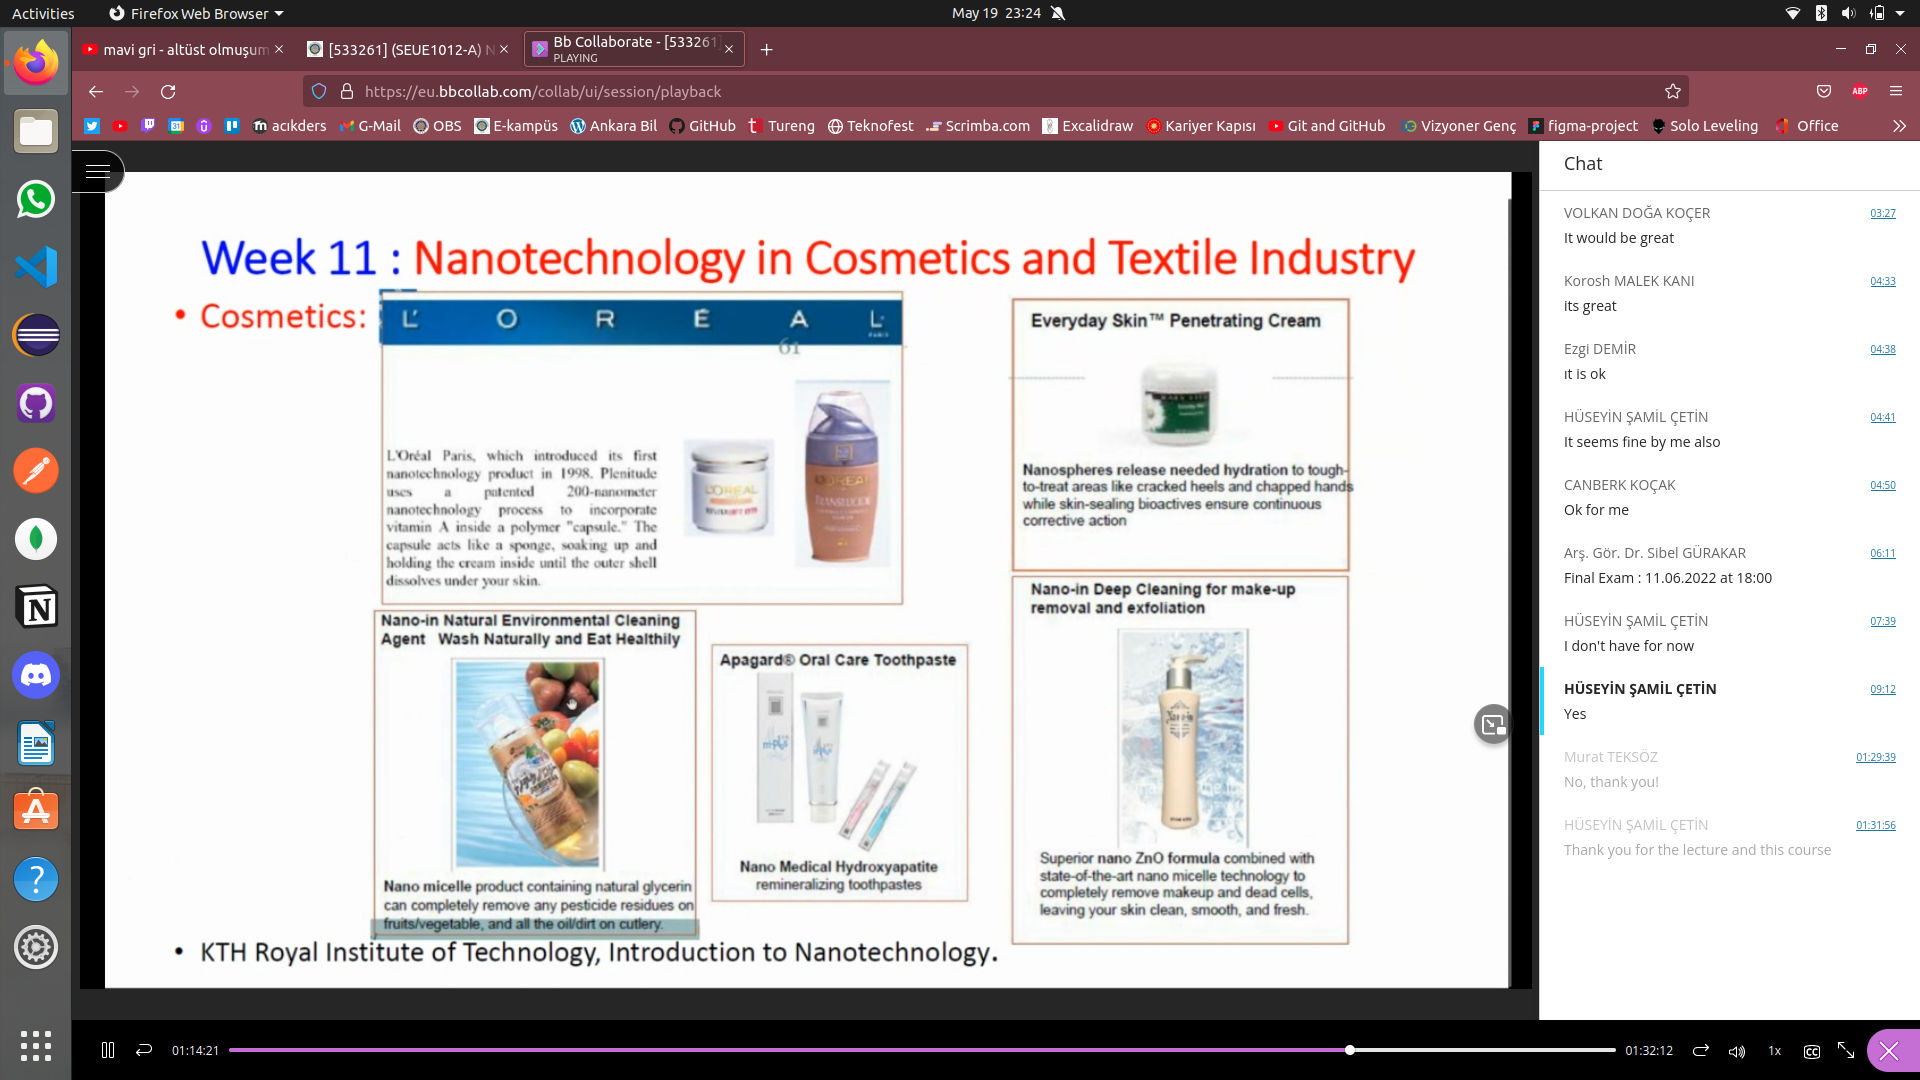 Activities
Firefox Web Browser
May 19 23:24
mavi gri - altüst olmuşum
[533261] (SEUE1012-A) N
Bb Collaborate - [533261]
PLAYING
https://eu.bbcollab.com/collab/ui/session/playback
ABP
acıkders
G-Mail
OBS
E-kampüs
Ankara Bil
GitHub
Tureng
Teknofest
Scrimba.com
Excalidraw
Kariyer Kapısı
Git and GitHub
Vizyoner Genç
figma-project
Solo Leveling
Office
Week 11 : Nanotechnology in Cosmetics and Textile Industry
• Cosmetics:
L'ORÉAL
PARIS
61
L'Oréal Paris, which introduced its first
nanotechnology product in 1998. Plenitude
uses a patented 200-nanometer
nanotechnology process to incorporate
vitamin A inside a polymer "capsule." The
capsule acts like a sponge, soaking up and
holding the cream inside until the outer shell
dissolves under your skin.
L'OREAL
Everyday Skin™ Penetrating Cream
Nanospheres release needed hydration to tough-
to-treat areas like cracked heels and chapped hands
while skin-sealing bioactives ensure continuous
corrective action
Nano-in Natural Environmental Cleaning
Agent Wash Naturally and Eat Healthily
Nano micelle product containing natural glycerin
can completely remove any pesticide residues on
fruits/vegetable, and all the oil/dirt on cutlery.
Apagard® Oral Care Toothpaste
Nano Medical Hydroxyapatite
remineralizing toothpastes
Nano-in Deep Cleaning for make-up
removal and exfoliation
Nano-in
Superior nano ZnO formula combined with
state-of-the-art nano micelle technology to
completely remove makeup and dead cells,
leaving your skin clean, smooth, and fresh.
• KTH Royal Institute of Technology, Introduction to Nanotechnology.
Chat
VOLKAN DOĞA KOÇER 03:27
It would be great
Korosh MALEK KANI 04:33
its great
Ezgi DEMİR 04:38
ıt is ok
HÜSEYİN ŞAMİL ÇETİN 04:41
It seems fine by me also
CANBERK KOÇAK 04:50
Ok for me
Arş. Gör. Dr. Sibel GÜRAKAR 06:11
Final Exam : 11.06.2022 at 18:00
HÜSEYİN ŞAMİL ÇETİN 07:39
I don't have for now
HÜSEYİN ŞAMİL ÇETİN 09:12
Yes
Murat TEKSÖZ 01:29:39
No, thank you!
HÜSEYİN ŞAMİL ÇETİN 01:31:56
Thank you for the lecture and this course
01:14:21
01:32:12
1x
CC